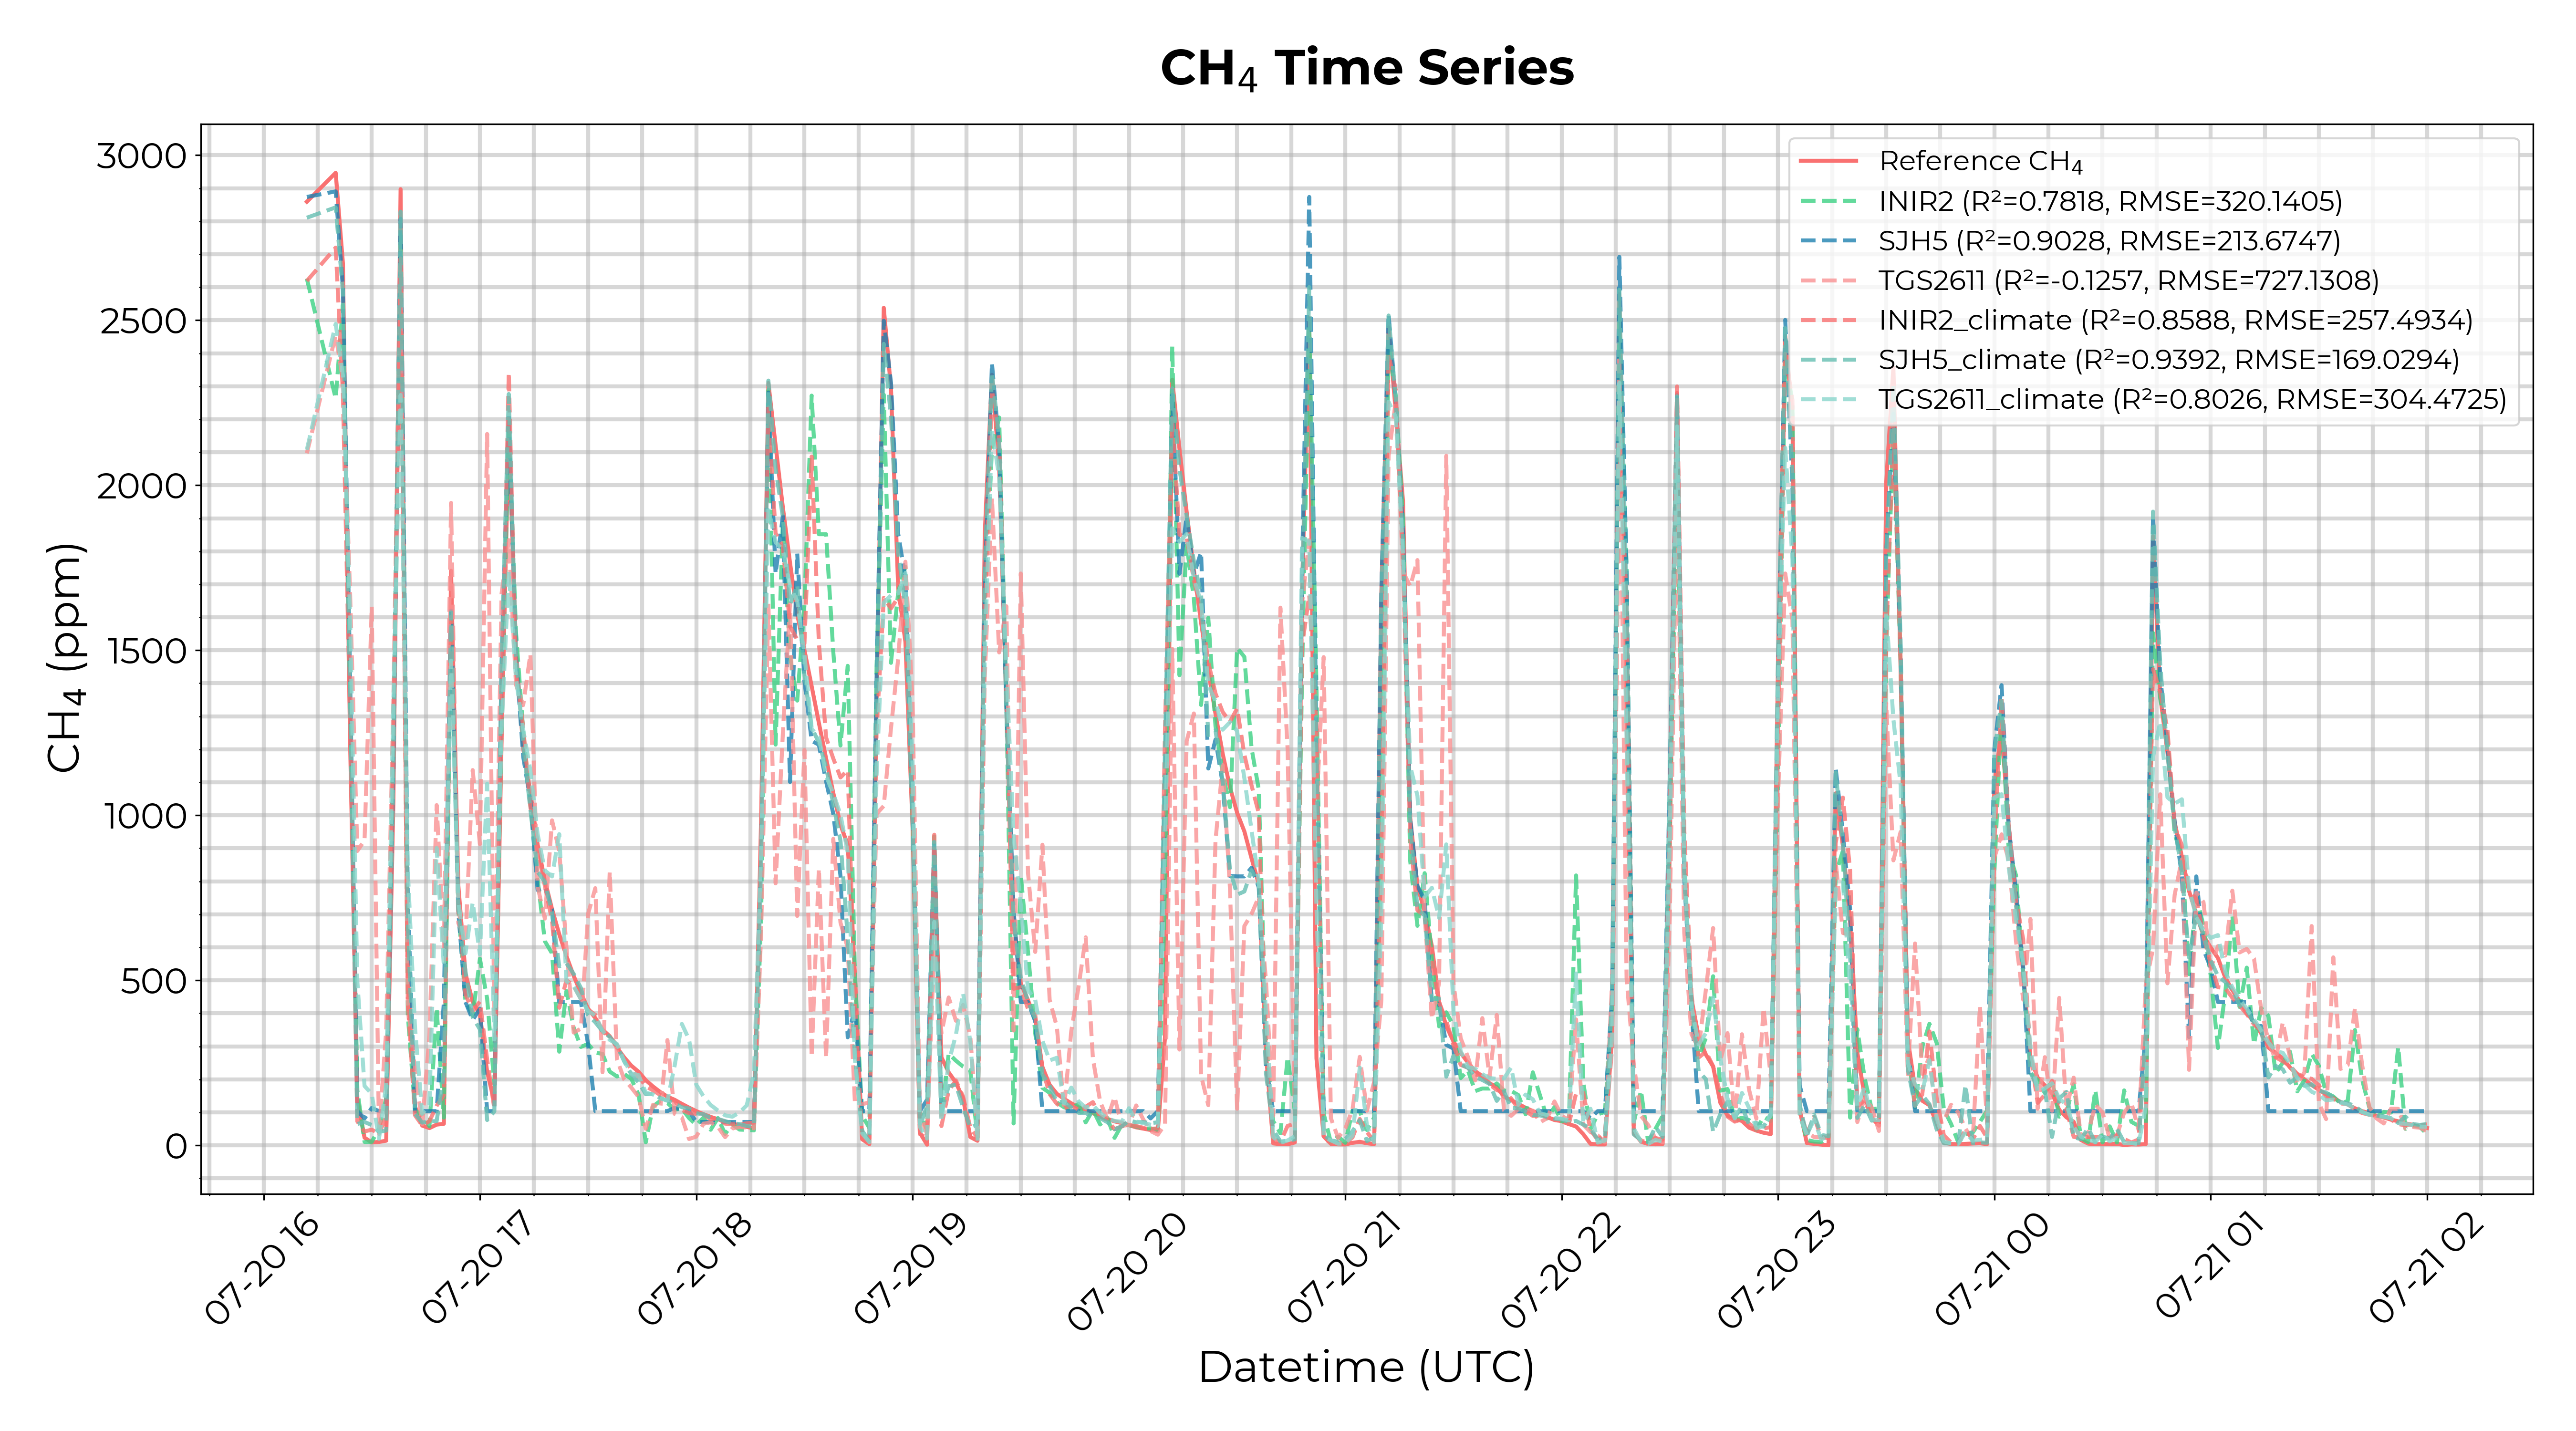 CH₄ Time Series
3000
2500
2000
1500
1000
500
0
CH₄ (ppm)
Reference CH₄
INIR2 (R²=0.7818, RMSE=320.1405)
SJH5 (R²=0.9028, RMSE=213.6747)
TGS2611 (R²=-0.1257, RMSE=727.1308)
INIR2_climate (R²=0.8588, RMSE=257.4934)
SJH5_climate (R²=0.9392, RMSE=169.0294)
TGS2611_climate (R²=0.8026, RMSE=304.4725)
07-20 16
07-20 17
07-20 18
07-20 19
07-20 20
07-20 21
07-20 22
07-20 23
07-21 00
07-21 01
07-21 02
Datetime (UTC)